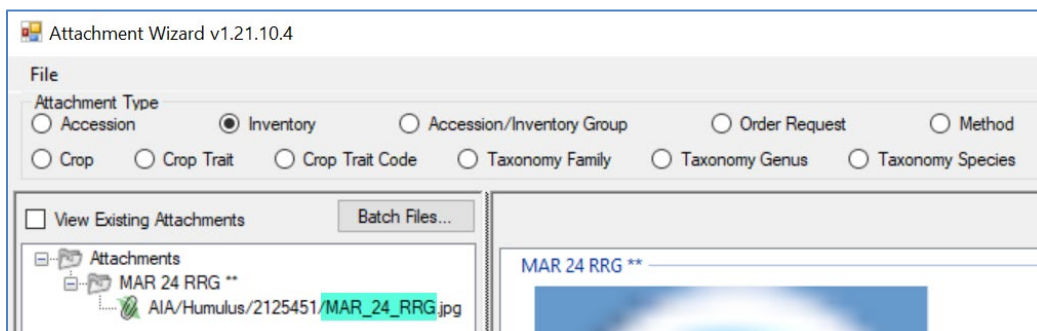 Attachment Wizard v1.21.10.4
File
Attachment Type
Accession Inventory Accession/Inventory Group Order Request Method
Crop Crop Trait Crop Trait Code Taxonomy Family Taxonomy Genus Taxonomy Species
View Existing Attachments Batch Files...
Attachments
MAR 24 RRG **
AIA/Humulus/2125451/MAR_24_RRG.jpg
MAR 24 RRG **